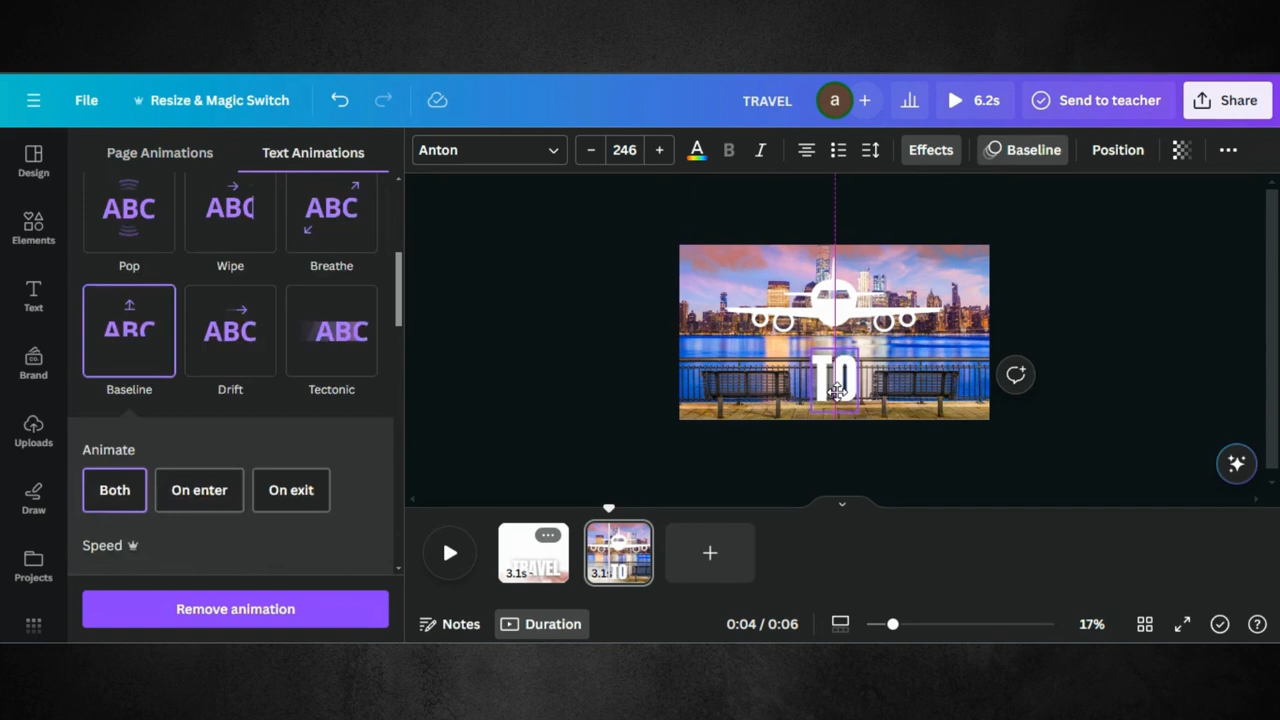 File
Resize & Magic Switch
TRAVEL
a
6.2s
Send to teacher
Share
Design
Elements
Text
Brand
CO.
Uploads
Draw
Projects
Page Animations
Text Animations
ABC
ABC
ABC
Pop
Wipe
Breathe
ABC
ABC
ABC
Baseline
Drift
Tectonic
Animate
Both
On enter
On exit
Speed
Remove animation
Anton
246
A
B
I
Effects
Baseline
Position
TO
TRAVEL
3.1s
TO
3.1s
Notes
Duration
0:04 / 0:06
17%